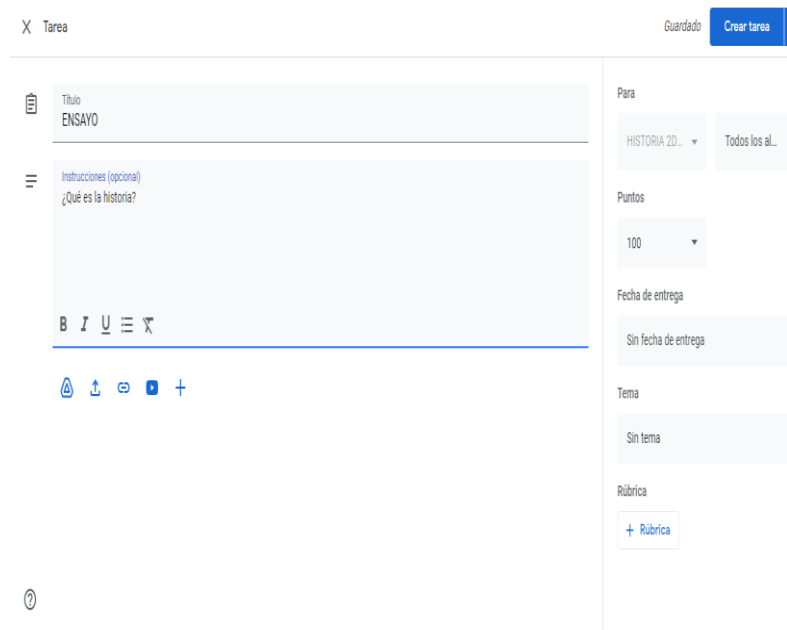 Tarea
Guardado
Crear tarea
Título
ENSAYO
Instrucciones (opcional)
¿Qué es la historia?
B I U
Para
HISTORIA 2D...
Todos los al...
Puntos
100
Fecha de entrega
Sin fecha de entrega
Tema
Sin tema
Rúbrica
+ Rúbrica